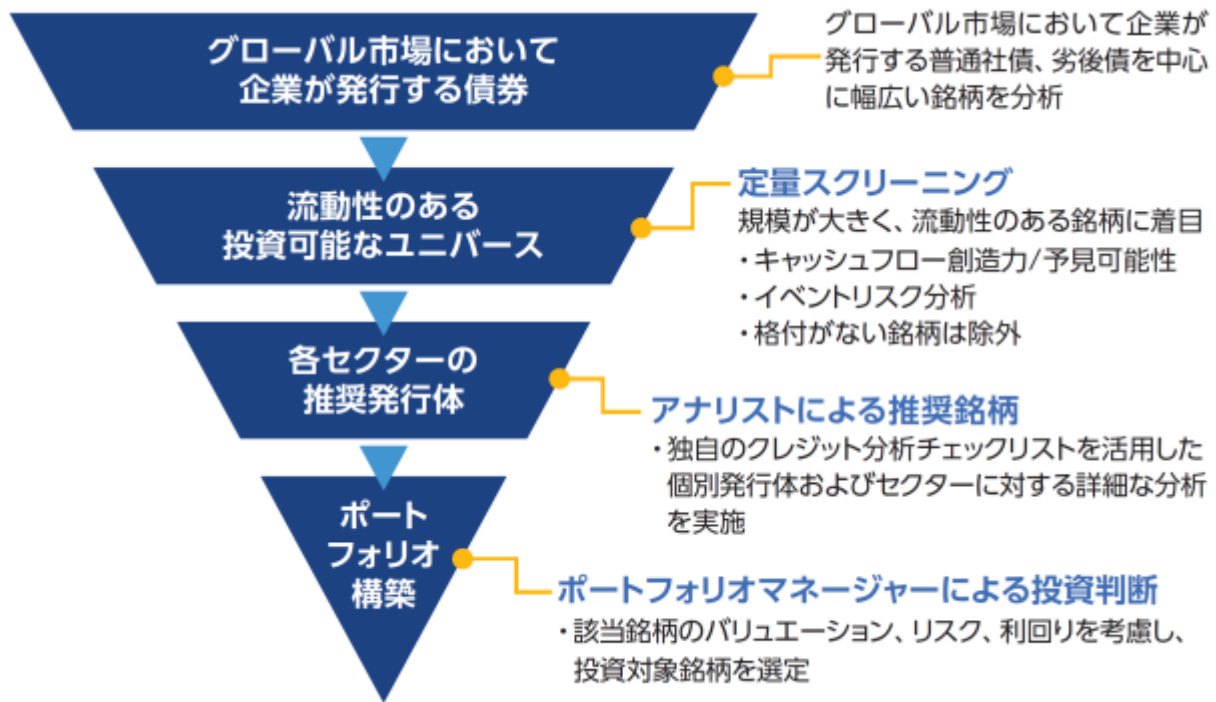 グローバル市場において
企業が発行する債券
グローバル市場において企業が
発行する普通社債、劣後債を中心
に幅広い銘柄を分析
流動性のある
投資可能なユニバース
定量スクリーニング
規模が大きく、流動性のある銘柄に着目
・キャッシュフロー創造力/予見可能性
・イベントリスク分析
・格付がない銘柄は除外
各セクターの
推奨発行体
アナリストによる推奨銘柄
・独自のクレジット分析チェックリストを活用した
個別発行体およびセクターに対する詳細な分析
を実施
ポート
フォリオ
構築
ポートフォリオマネージャーによる投資判断
・該当銘柄のバリュエーション、リスク、利回りを考慮し、
投資対象銘柄を選定